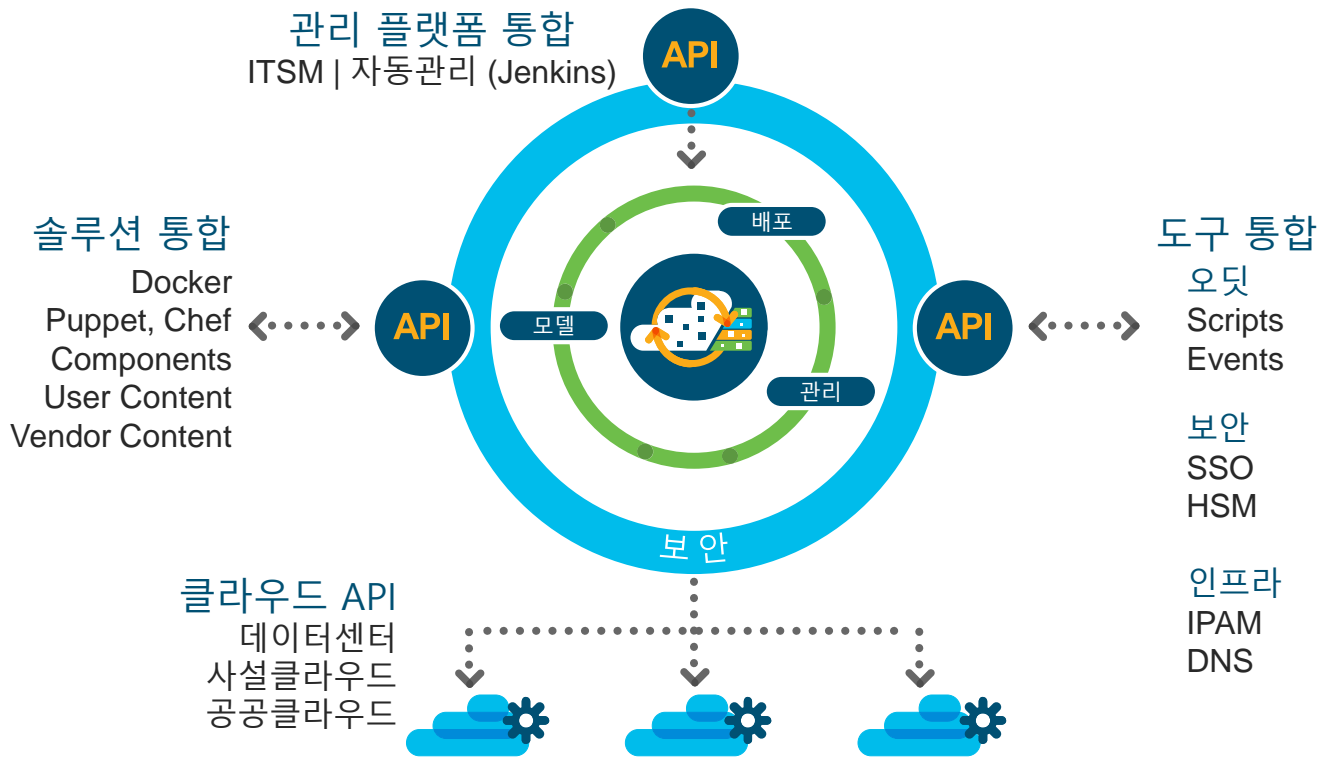 관리 플랫폼 통합
ITSM | 자동관리 (Jenkins)
API
솔루션 통합
Docker
Puppet, Chef
Components
User Content
Vendor Content
API
배포
모델
관리
보 안
API
도구 통합
오딧
Scripts
Events
보안
SSO
HSM
인프라
IPAM
DNS
클라우드 API
데이터센터
사설클라우드
공공클라우드